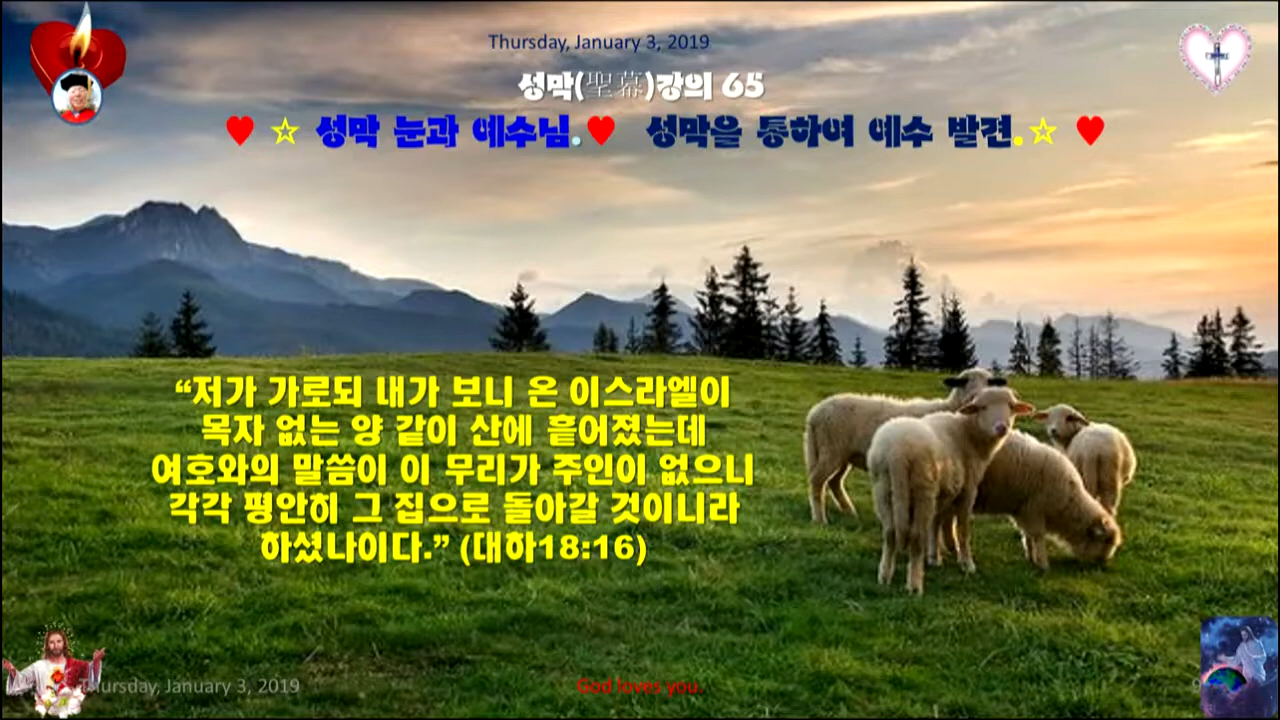 Thursday, January 3, 2019
성막(聖幕)강의 65
♥ ☆ 성막 눈과 예수님.♥ 성막을 통하여 예수 발견.☆ ♥
“저가 가로되 내가 보니 온 이스라엘이
목자 없는 양 같이 산에 흩어졌는데
여호와의 말씀이 이 무리가 주인이 없으니
각각 평안히 그 집으로 돌아갈 것이니라
하셨나이다.” (대하18:16)
Thursday, January 3, 2019
God loves you.